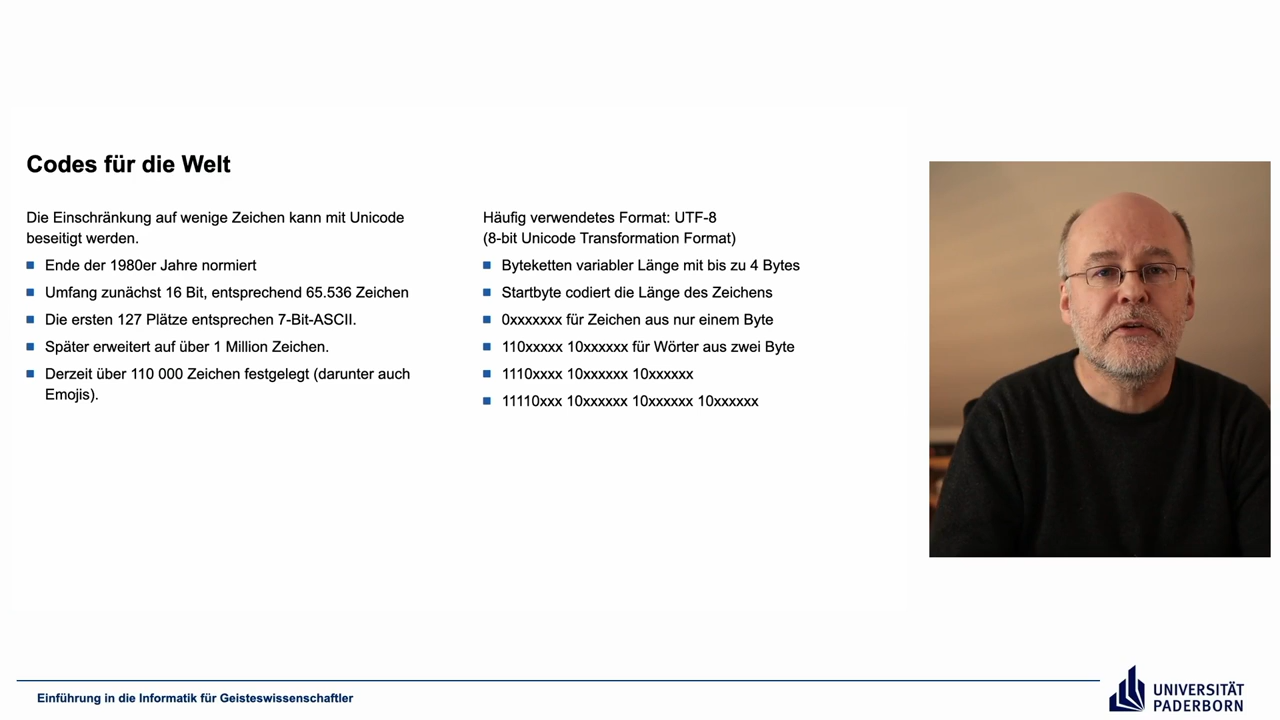 Codes für die Welt
Die Einschränkung auf wenige Zeichen kann mit Unicode
beseitigt werden.
Ende der 1980er Jahre normiert
Umfang zunächst 16 Bit, entsprechend 65.536 Zeichen
Die ersten 127 Plätze entsprechen 7-Bit-ASCII.
Später erweitert auf über 1 Million Zeichen.
Derzeit über 110 000 Zeichen festgelegt (darunter auch
Emojis).
Häufig verwendetes Format: UTF-8
(8-bit Unicode Transformation Format)
Byteketten variabler Länge mit bis zu 4 Bytes
Startbyte codiert die Länge des Zeichens
0xxxxxxx für Zeichen aus nur einem Byte
110xxxxx 10xxxxxx für Wörter aus zwei Byte
1110xxxx 10xxxxxx 10xxxxxx
11110xxx 10xxxxxx 10xxxxxx 10xxxxxx
Einführung in die Informatik für Geisteswissenschaftler
UNIVERSITÄT
PADERBORN